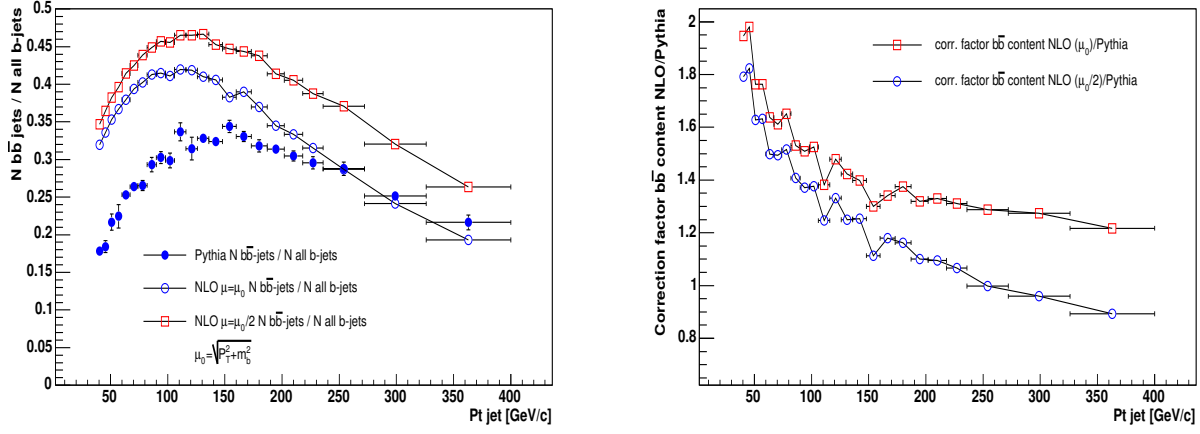 N bb̅ jets / N all b-jets
0.5
0.45
0.4
0.35
0.3
0.25
0.2
0.15
0.1
0.05
0
Pythia N bb̅-jets / N all b-jets
NLO μ=μ₀ N bb̅-jets / N all b-jets
NLO μ=μ₀/2 N bb̅-jets / N all b-jets
μ₀=√P_T²+m_b²
0 50 100 150 200 250 300 350 400
Pt jet [GeV/c]
Correction factor bb̅ content NLO/Pythia
2
1.8
1.6
1.4
1.2
1
0.8
corr. factor bb̅ content NLO (μ₀)/Pythia
corr. factor bb̅ content NLO (μ₀/2)/Pythia
50 100 150 200 250 300 350 400
Pt jet [GeV/c]